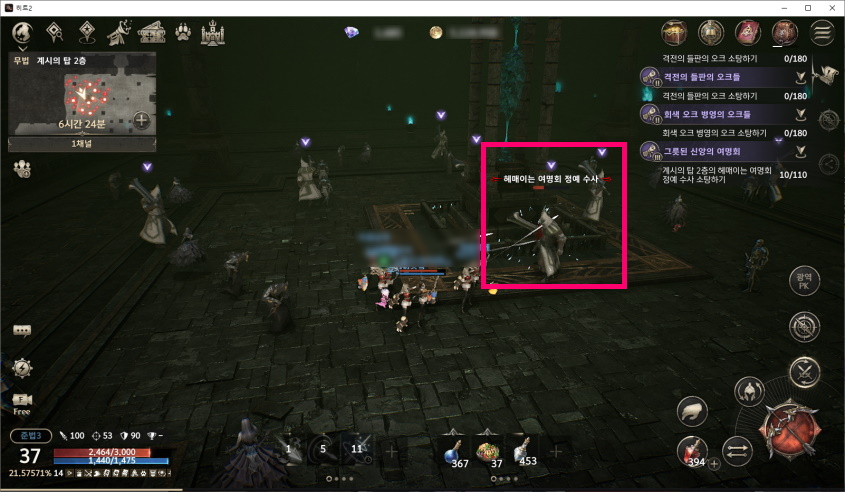 히트2
무법 계시의 탑 2층
6시간 24분
1채널
격전의 들판의 오크 소탕하기 0/180
격전의 들판의 오크들
격전의 들판의 오크 소탕하기 0/180
회색 오크 병영의 오크들
회색 오크 병영의 오크 소탕하기 0/180
그릇된 신앙의 여명회
계시의 탑 2층의 헤매이는 여명회
정예 수사 소탕하기 10/110
헤매이는 여명회 정예 수사
광역
PK
Free
준법3 100 53 90 -
37 2,464/3,000
1,440/1,475
21.57571% 14
1 5 11
367 37 453
394